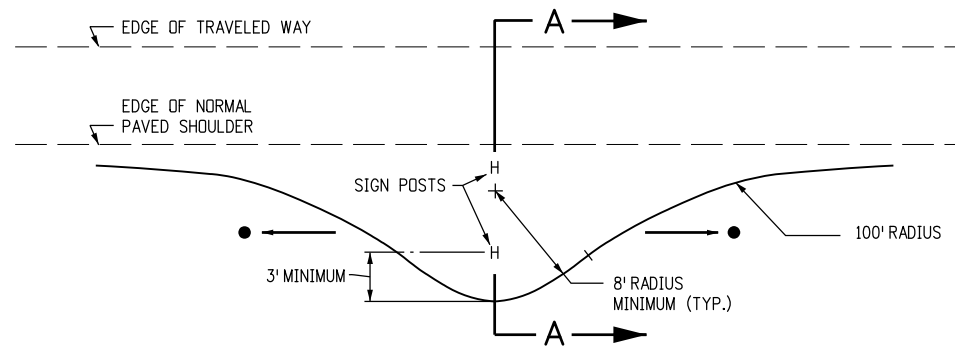 A
EDGE OF TRAVELED WAY
EDGE OF NORMAL
PAVED SHOULDER
SIGN POSTS
100' RADIUS
3' MINIMUM
8' RADIUS
MINIMUM (TYP.)
A